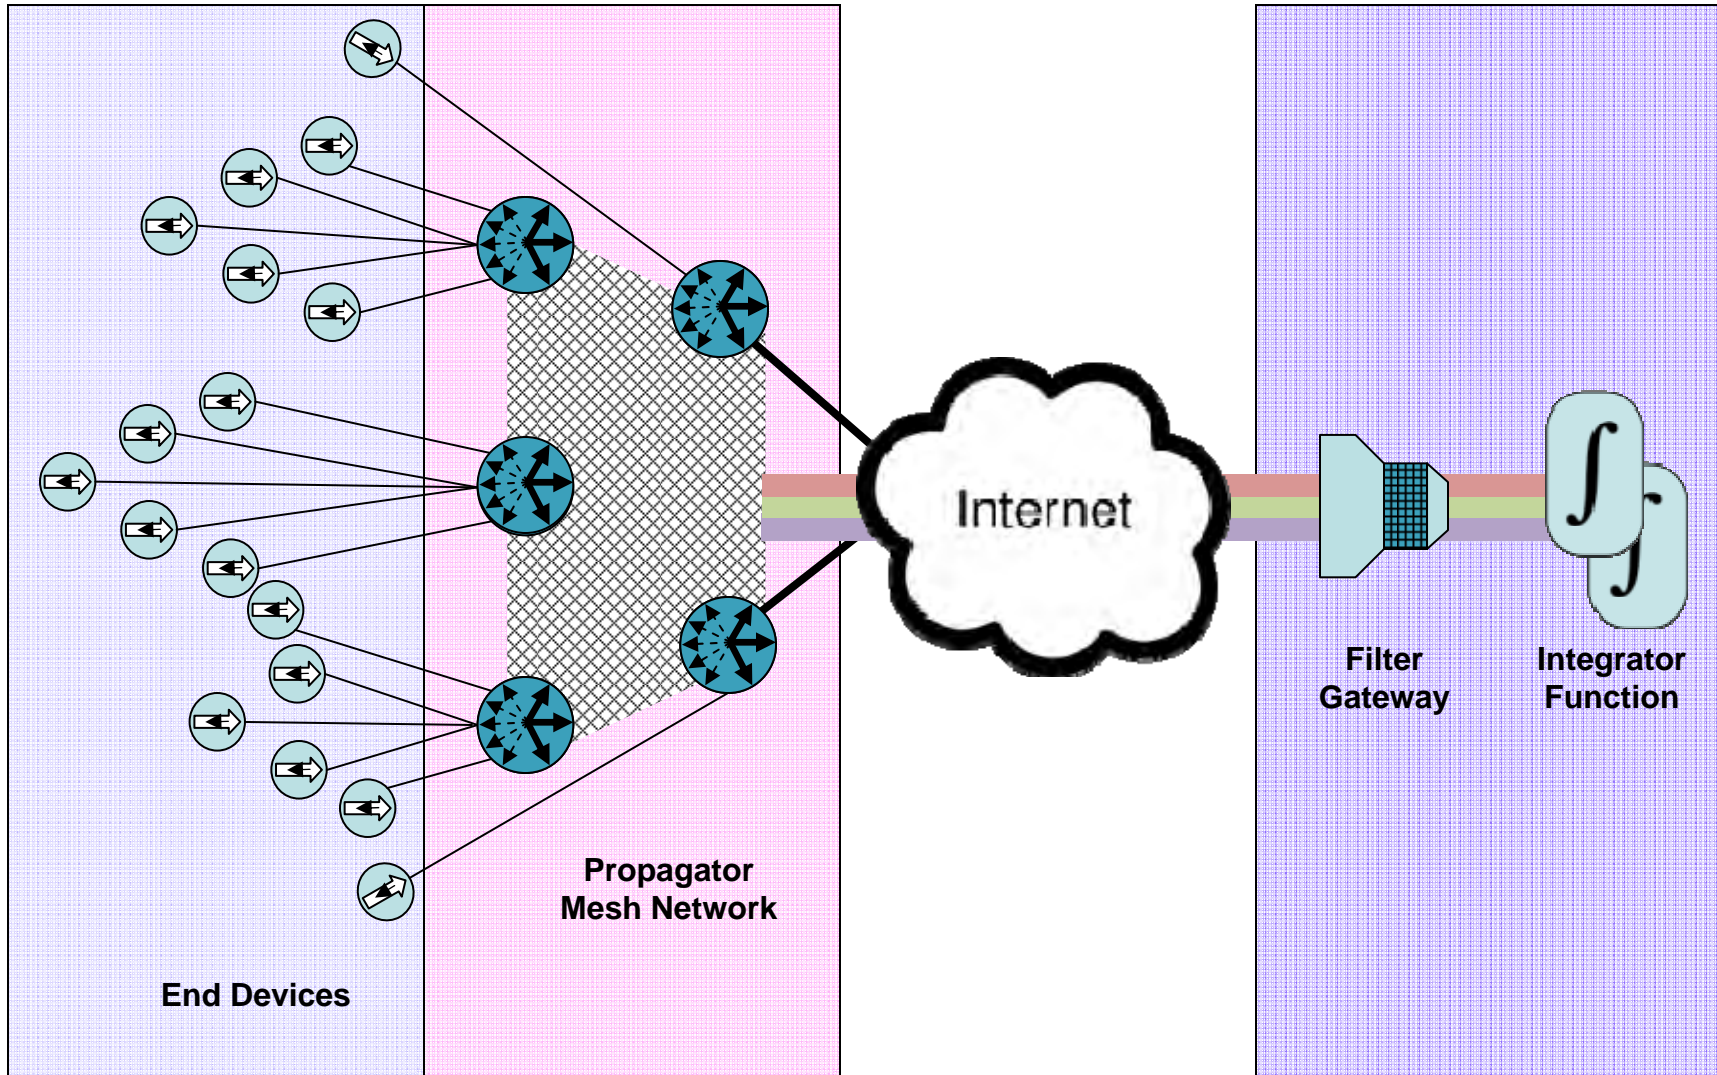 Internet
Filter
Gateway
Integrator
Function
∫
∫
Propagator
Mesh Network
End Devices